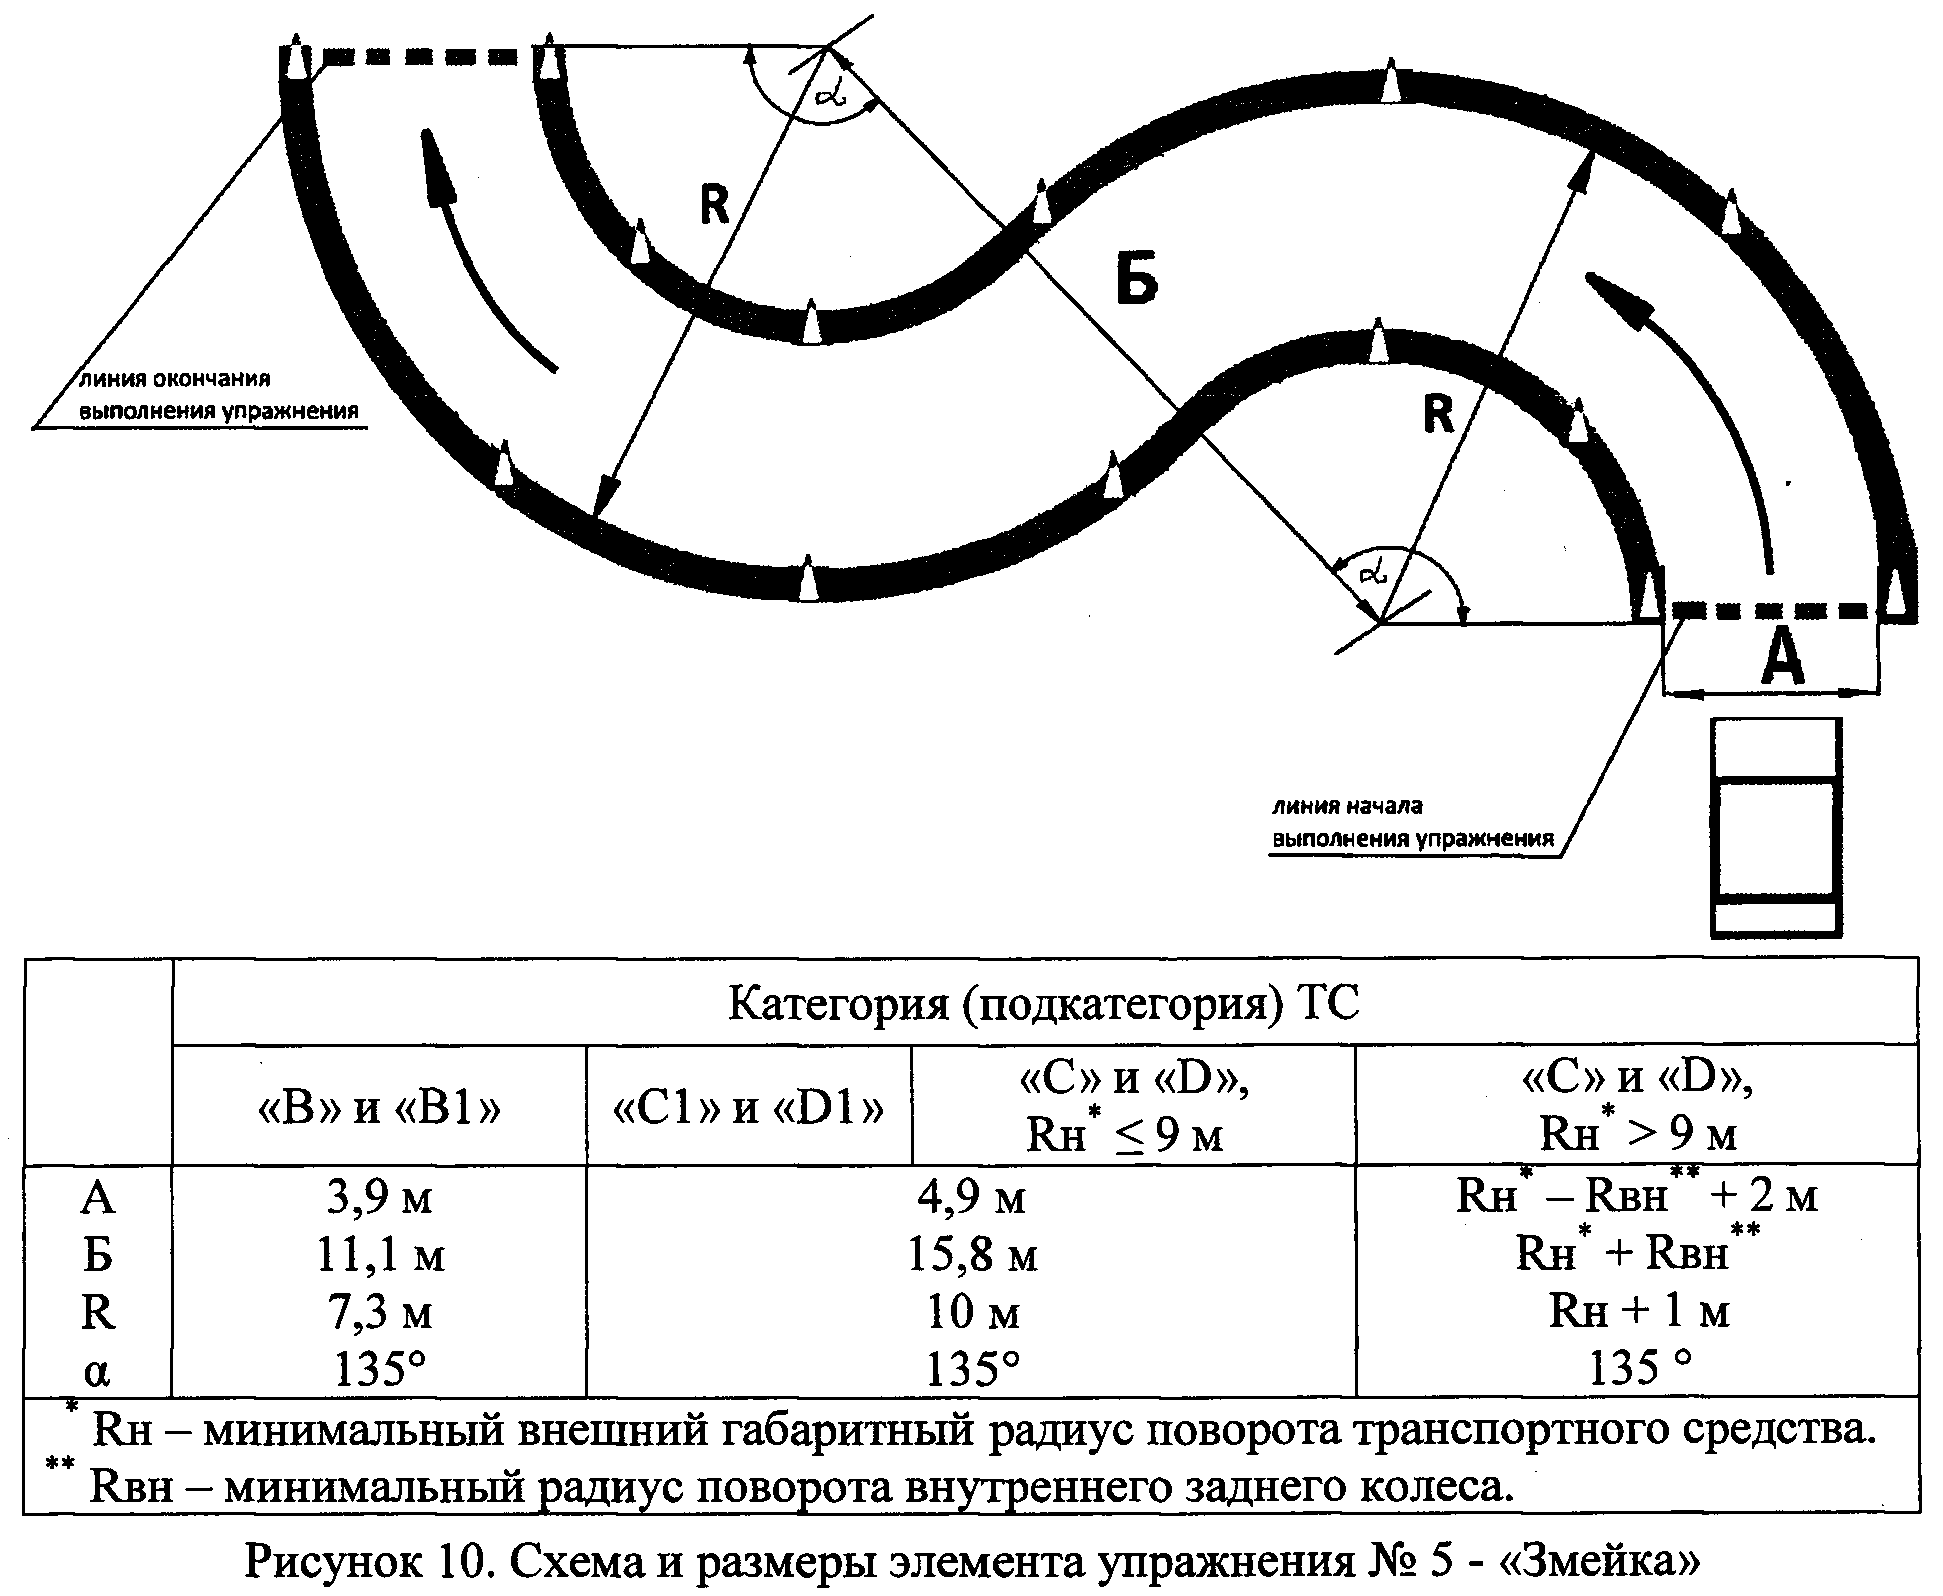 α
R
Б
линия окончания
выполнения упражнения
R
α
А
линия начала
выполнения упражнения
Категория (подкатегория) ТС
«В» и «В1»
«С1» и «D1»
«С» и «D»,
Rн* ≤ 9 м
«С» и «D»,
Rн* > 9 м
А 3,9 м 4,9 м Rн* – Rвн** + 2 м
Б 11,1 м 15,8 м Rн* + Rвн**
R 7,3 м 10 м Rн + 1 м
α 135° 135° 135 °
* Rн – минимальный внешний габаритный радиус поворота транспортного средства.
** Rвн – минимальный радиус поворота внутреннего заднего колеса.
Рисунок 10. Схема и размеры элемента упражнения № 5 - «Змейка»